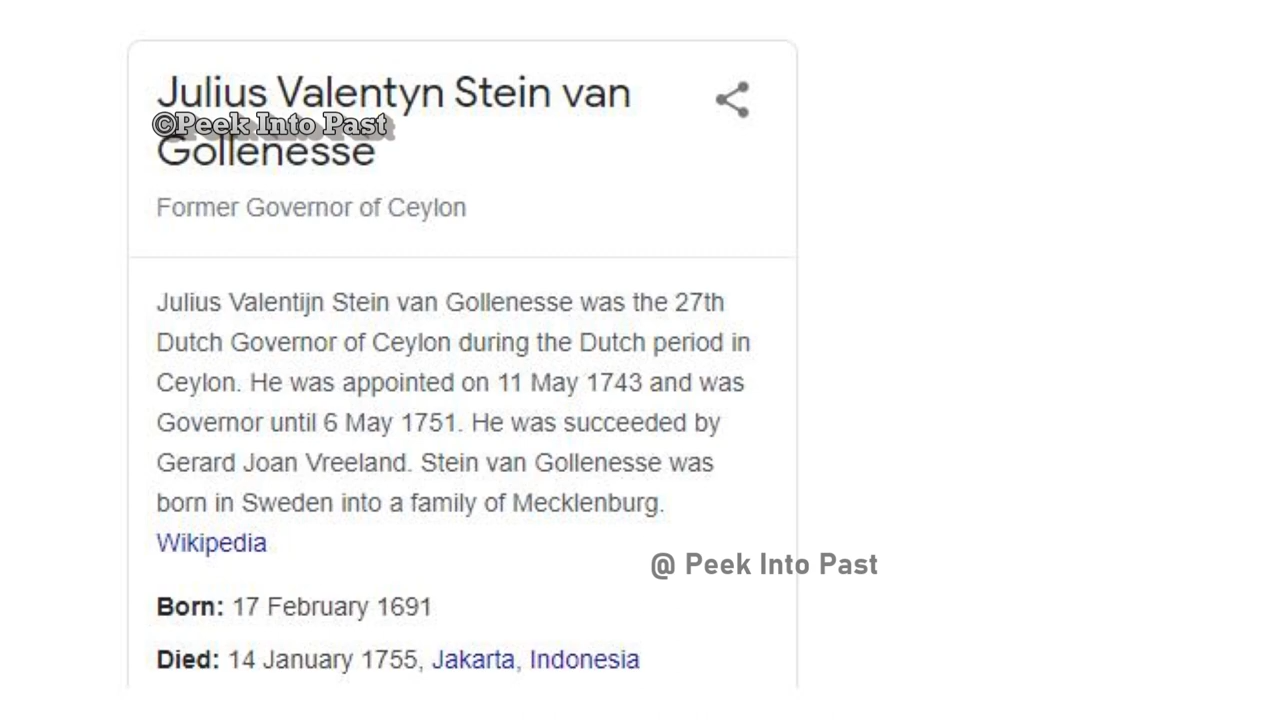 Julius Valentyn Stein van
©Peek Into Past
Gollenesse
Former Governor of Ceylon
Julius Valentijn Stein van Gollenesse was the 27th
Dutch Governor of Ceylon during the Dutch period in
Ceylon. He was appointed on 11 May 1743 and was
Governor until 6 May 1751. He was succeeded by
Gerard Joan Vreeland. Stein van Gollenesse was
born in Sweden into a family of Mecklenburg.
Wikipedia
@ Peek Into Past
Born: 17 February 1691
Died: 14 January 1755, Jakarta, Indonesia